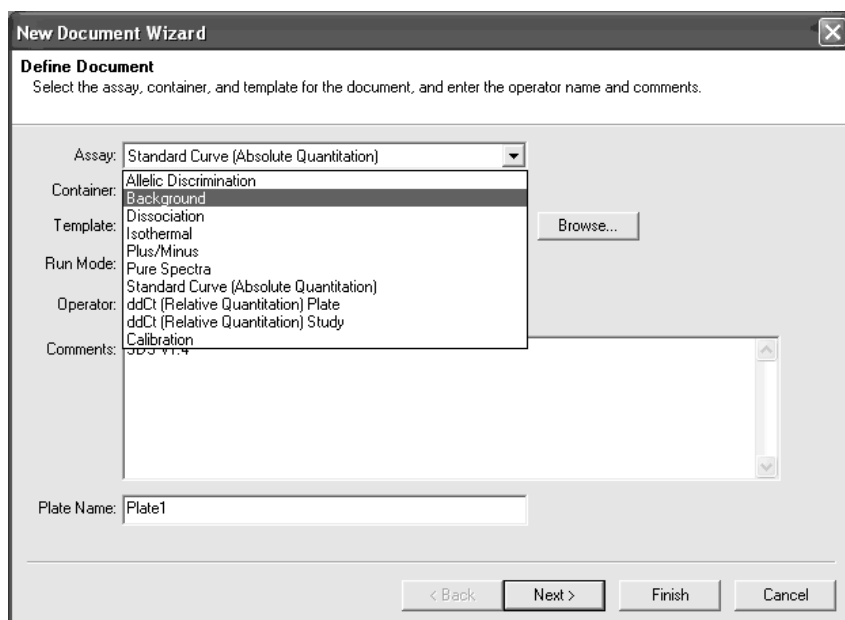 New Document Wizard
Define Document
Select the assay, container, and template for the document, and enter the operator name and comments.
Assay: Standard Curve (Absolute Quantitation)
Allelic Discrimination
Container: Background
Dissociation
Template: Isothermal Browse...
Plus/Minus
Run Mode: Pure Spectra
Standard Curve (Absolute Quantitation)
Operator: ddCt (Relative Quantitation) Plate
ddCt (Relative Quantitation) Study
Calibration
Comments:
Plate Name: Plate1
< Back Next > Finish Cancel